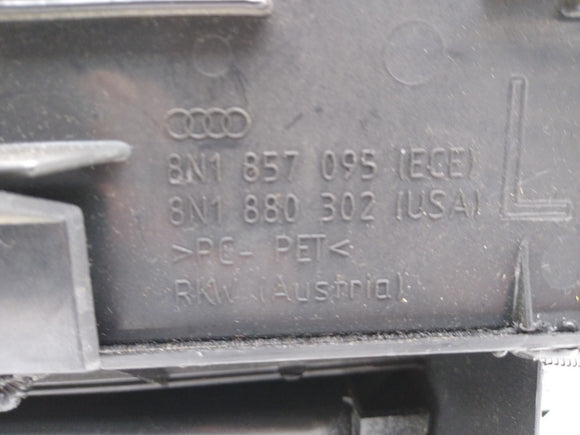 8N1 857 095 (ECE)
8N1 880 302 (USA)
>PC- PET<
RKW (Austria)
L